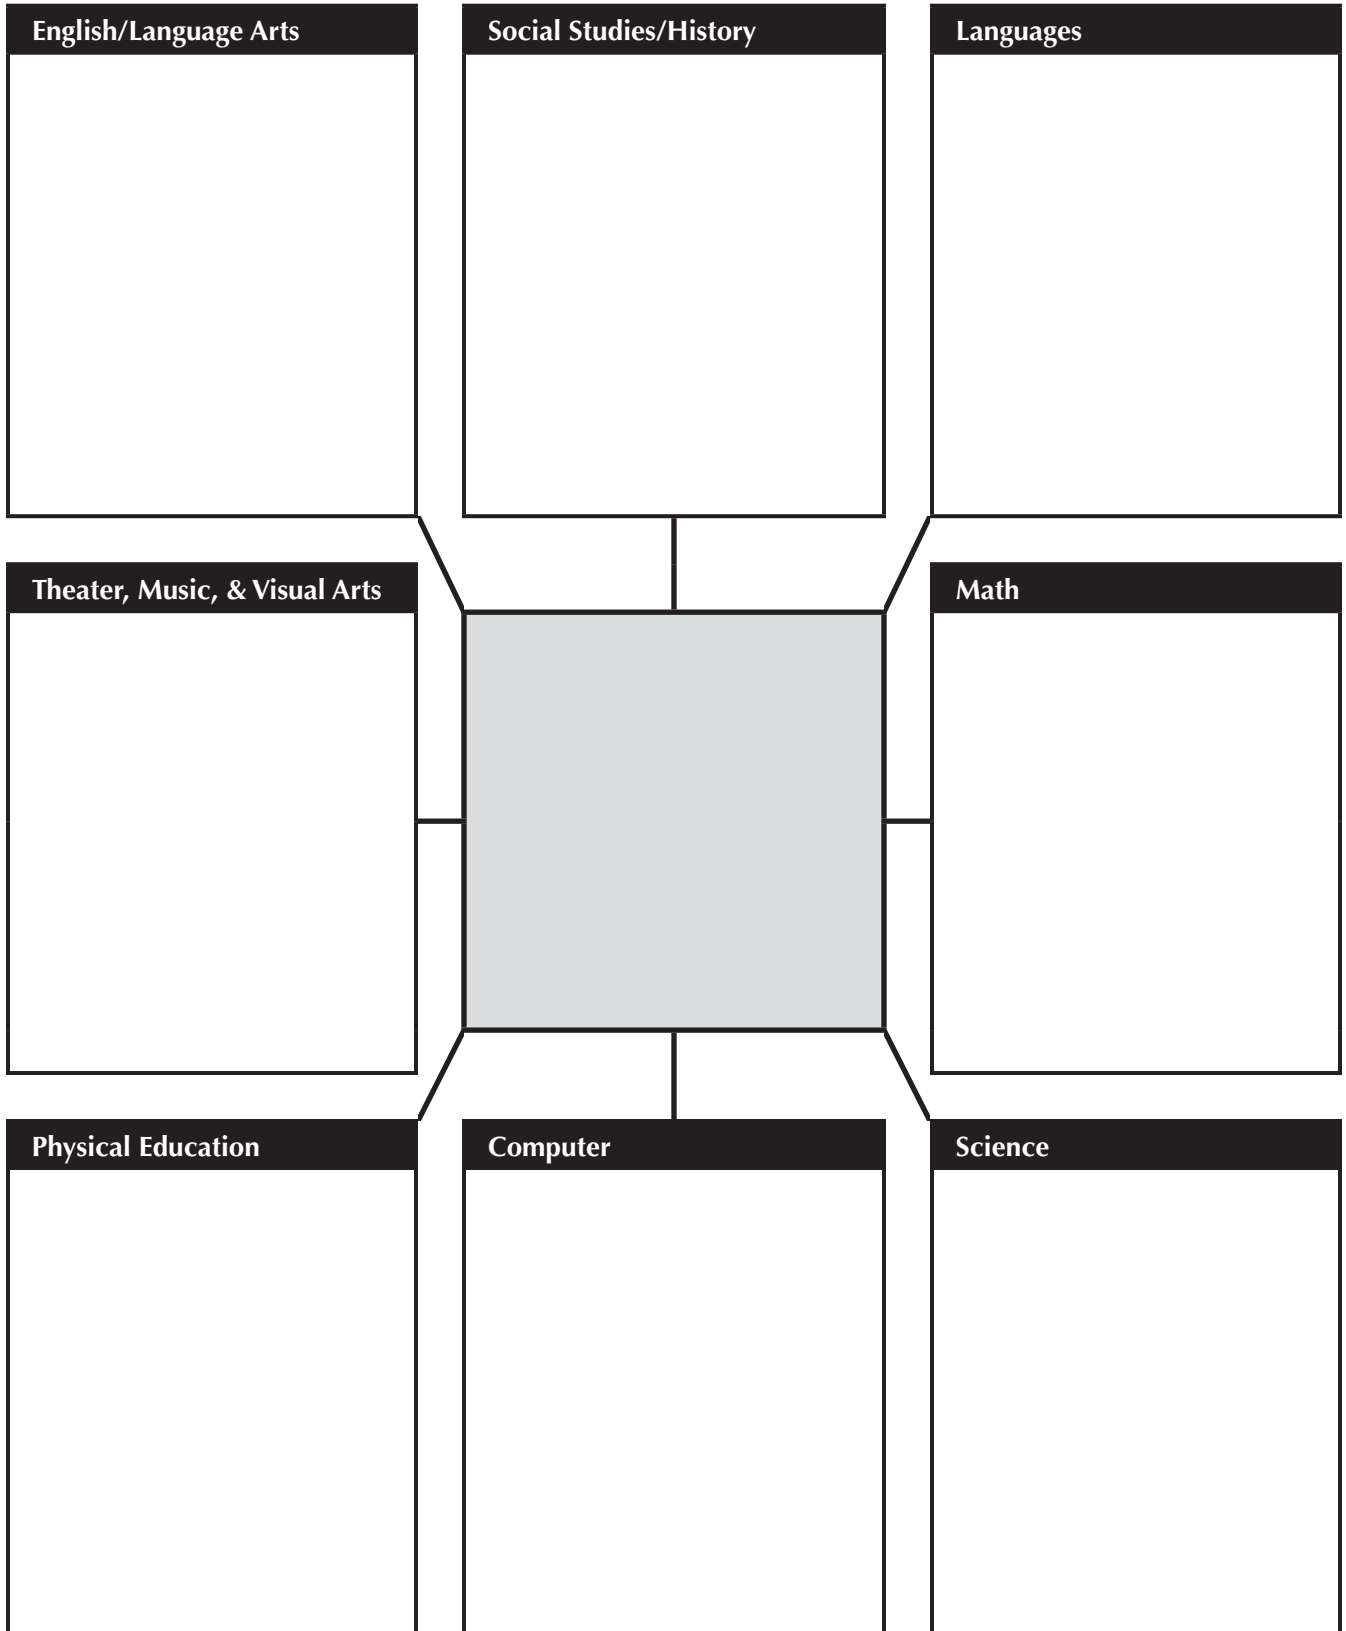 English/Language Arts
Social Studies/History
Languages
Theater, Music, & Visual Arts
Math
Physical Education
Computer
Science